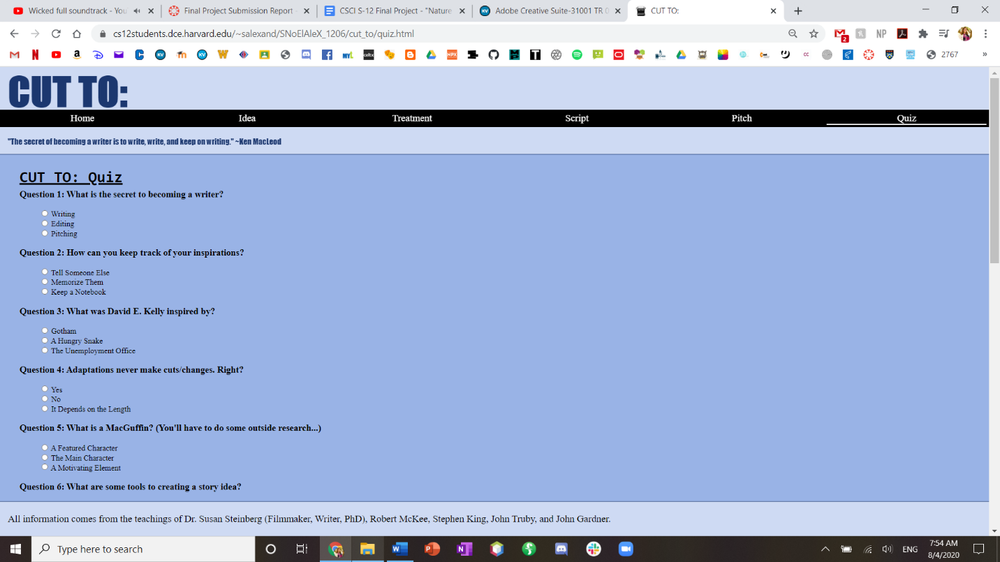 Wicked full soundtrack - You
Final Project Submission Report -
CSCI S-12 Final Project - "Nature
Adobe Creative Suite-31001 TR 0
CUT TO:
cs12students.dce.harvard.edu/~salexand/SNoElAleX_1206/cut_to/quiz.html
NP
2
2767
»
CUT TO:
Home
Idea
Treatment
Script
Pitch
Quiz
"The secret of becoming a writer is to write, write, and keep on writing." ~Ken MacLeod
CUT TO: Quiz
Question 1: What is the secret to becoming a writer?
Writing
Editing
Pitching
Question 2: How can you keep track of your inspirations?
Tell Someone Else
Memorize Them
Keep a Notebook
Question 3: What was David E. Kelly inspired by?
Gotham
A Hungry Snake
The Unemployment Office
Question 4: Adaptations never make cuts/changes. Right?
Yes
No
It Depends on the Length
Question 5: What is a MacGuffin? (You'll have to do some outside research...)
A Featured Character
The Main Character
A Motivating Element
Question 6: What are some tools to creating a story idea?
All information comes from the teachings of Dr. Susan Steinberg (Filmmaker, Writer, PhD), Robert McKee, Stephen King, John Truby, and John Gardner.
Type here to search
ENG
7:54 AM
8/4/2020